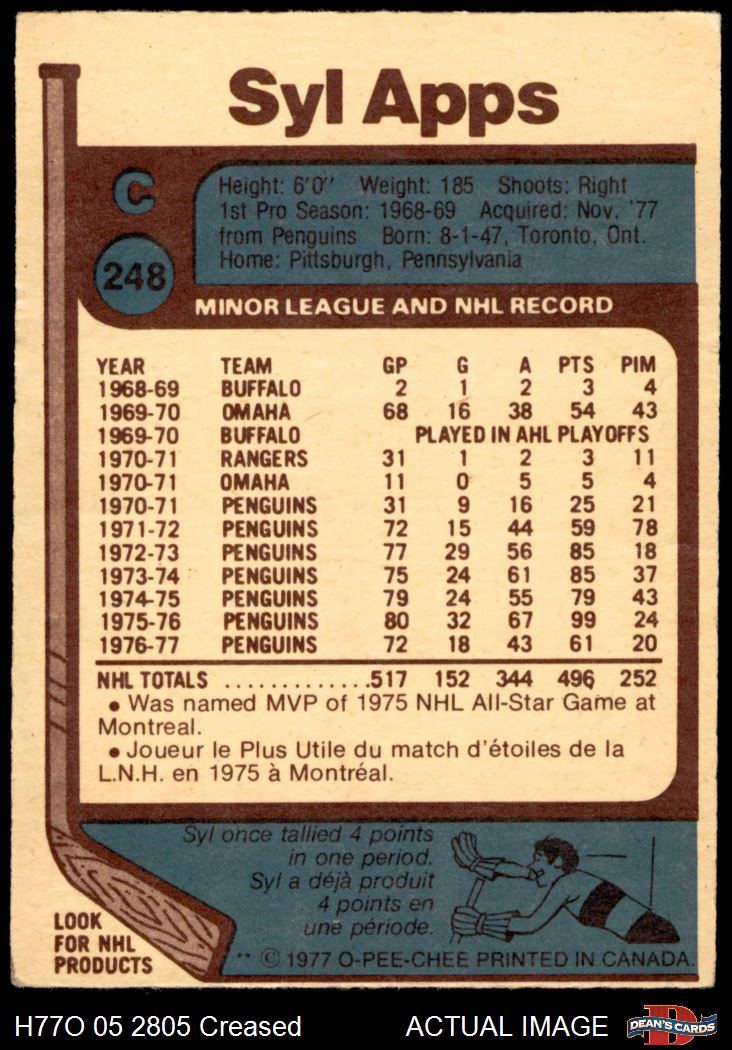 Syl Apps
C
248
Height: 6'0'' Weight: 185 Shoots: Right
1st Pro Season: 1968-69 Acquired: Nov. '77
from Penguins Born: 8-1-47, Toronto, Ont.
Home: Pittsburgh, Pennsylvania
MINOR LEAGUE AND NHL RECORD
YEAR TEAM GP G A PTS PIM
1968-69 BUFFALO 2 1 2 3 4
1969-70 OMAHA 68 16 38 54 43
1969-70 BUFFALO PLAYED IN AHL PLAYOFFS
1970-71 RANGERS 31 1 2 3 11
1970-71 OMAHA 11 0 5 5 4
1970-71 PENGUINS 31 9 16 25 21
1971-72 PENGUINS 72 15 44 59 78
1972-73 PENGUINS 77 29 56 85 18
1973-74 PENGUINS 75 24 61 85 37
1974-75 PENGUINS 79 24 55 79 43
1975-76 PENGUINS 80 32 67 99 24
1976-77 PENGUINS 72 18 43 61 20
NHL TOTALS .............517 152 344 496 252
• Was named MVP of 1975 NHL All-Star Game at
Montreal.
• Joueur le Plus Utile du match d'étoiles de la
L.N.H. en 1975 à Montréal.
Syl once tallied 4 points
in one period.
Syl a déjà produit
4 points en
une période.
LOOK
FOR NHL
PRODUCTS
** © 1977 O-PEE-CHEE PRINTED IN CANADA.
H77O 05 2805 Creased ACTUAL IMAGE
D
DEAN'S CARDS